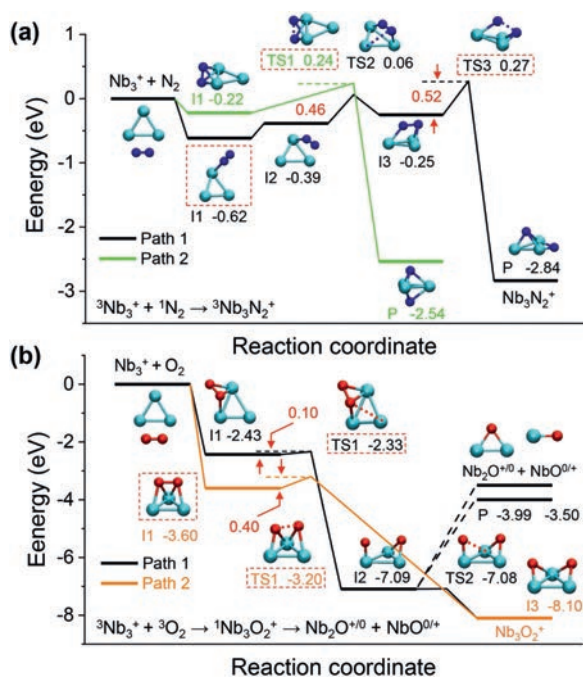 (a)
TS1 0.24
TS2 0.06
TS3 0.27
Nb₃⁺ + N₂
I1 -0.22
0.46
0.52
I2 -0.39
I3 -0.25
I1 -0.62
Path 1
Path 2
P -2.54
P -2.84
Nb₃N₂⁺
³Nb₃⁺ + ¹N₂ → ³Nb₃N₂⁺
Eenergy (eV)
1
0
-1
-2
-3
Reaction coordinate
(b)
Nb₃⁺ + O₂
I1 -2.43
0.10
TS1 -2.33
Nb₂O⁺/⁰ + NbO⁰/⁺
P -3.99 -3.50
I1 -3.60
0.40
TS1 -3.20
I2 -7.09
TS2 -7.08
I3 -8.10
Nb₃O₂⁺
Path 1
Path 2
³Nb₃⁺ + ³O₂ → ¹Nb₃O₂⁺ → Nb₂O⁺/⁰ + NbO⁰/⁺
Eenergy (eV)
0
-2
-4
-6
-8
Reaction coordinate